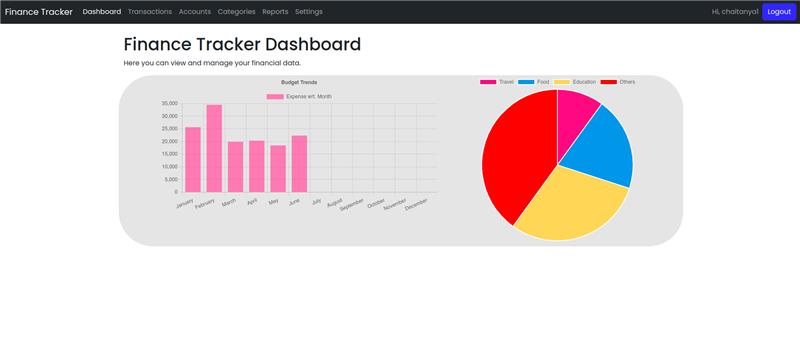 Finance Tracker Dashboard Transactions Accounts Categories Reports Settings Hi, chaitanya1 Logout
Finance Tracker Dashboard
Here you can view and manage your financial data.
Budget Trends
Expense wrt. Month
35,000
30,000
25,000
20,000
15,000
10,000
5,000
0
January February March April May June July August September October November December
Travel Food Education Others